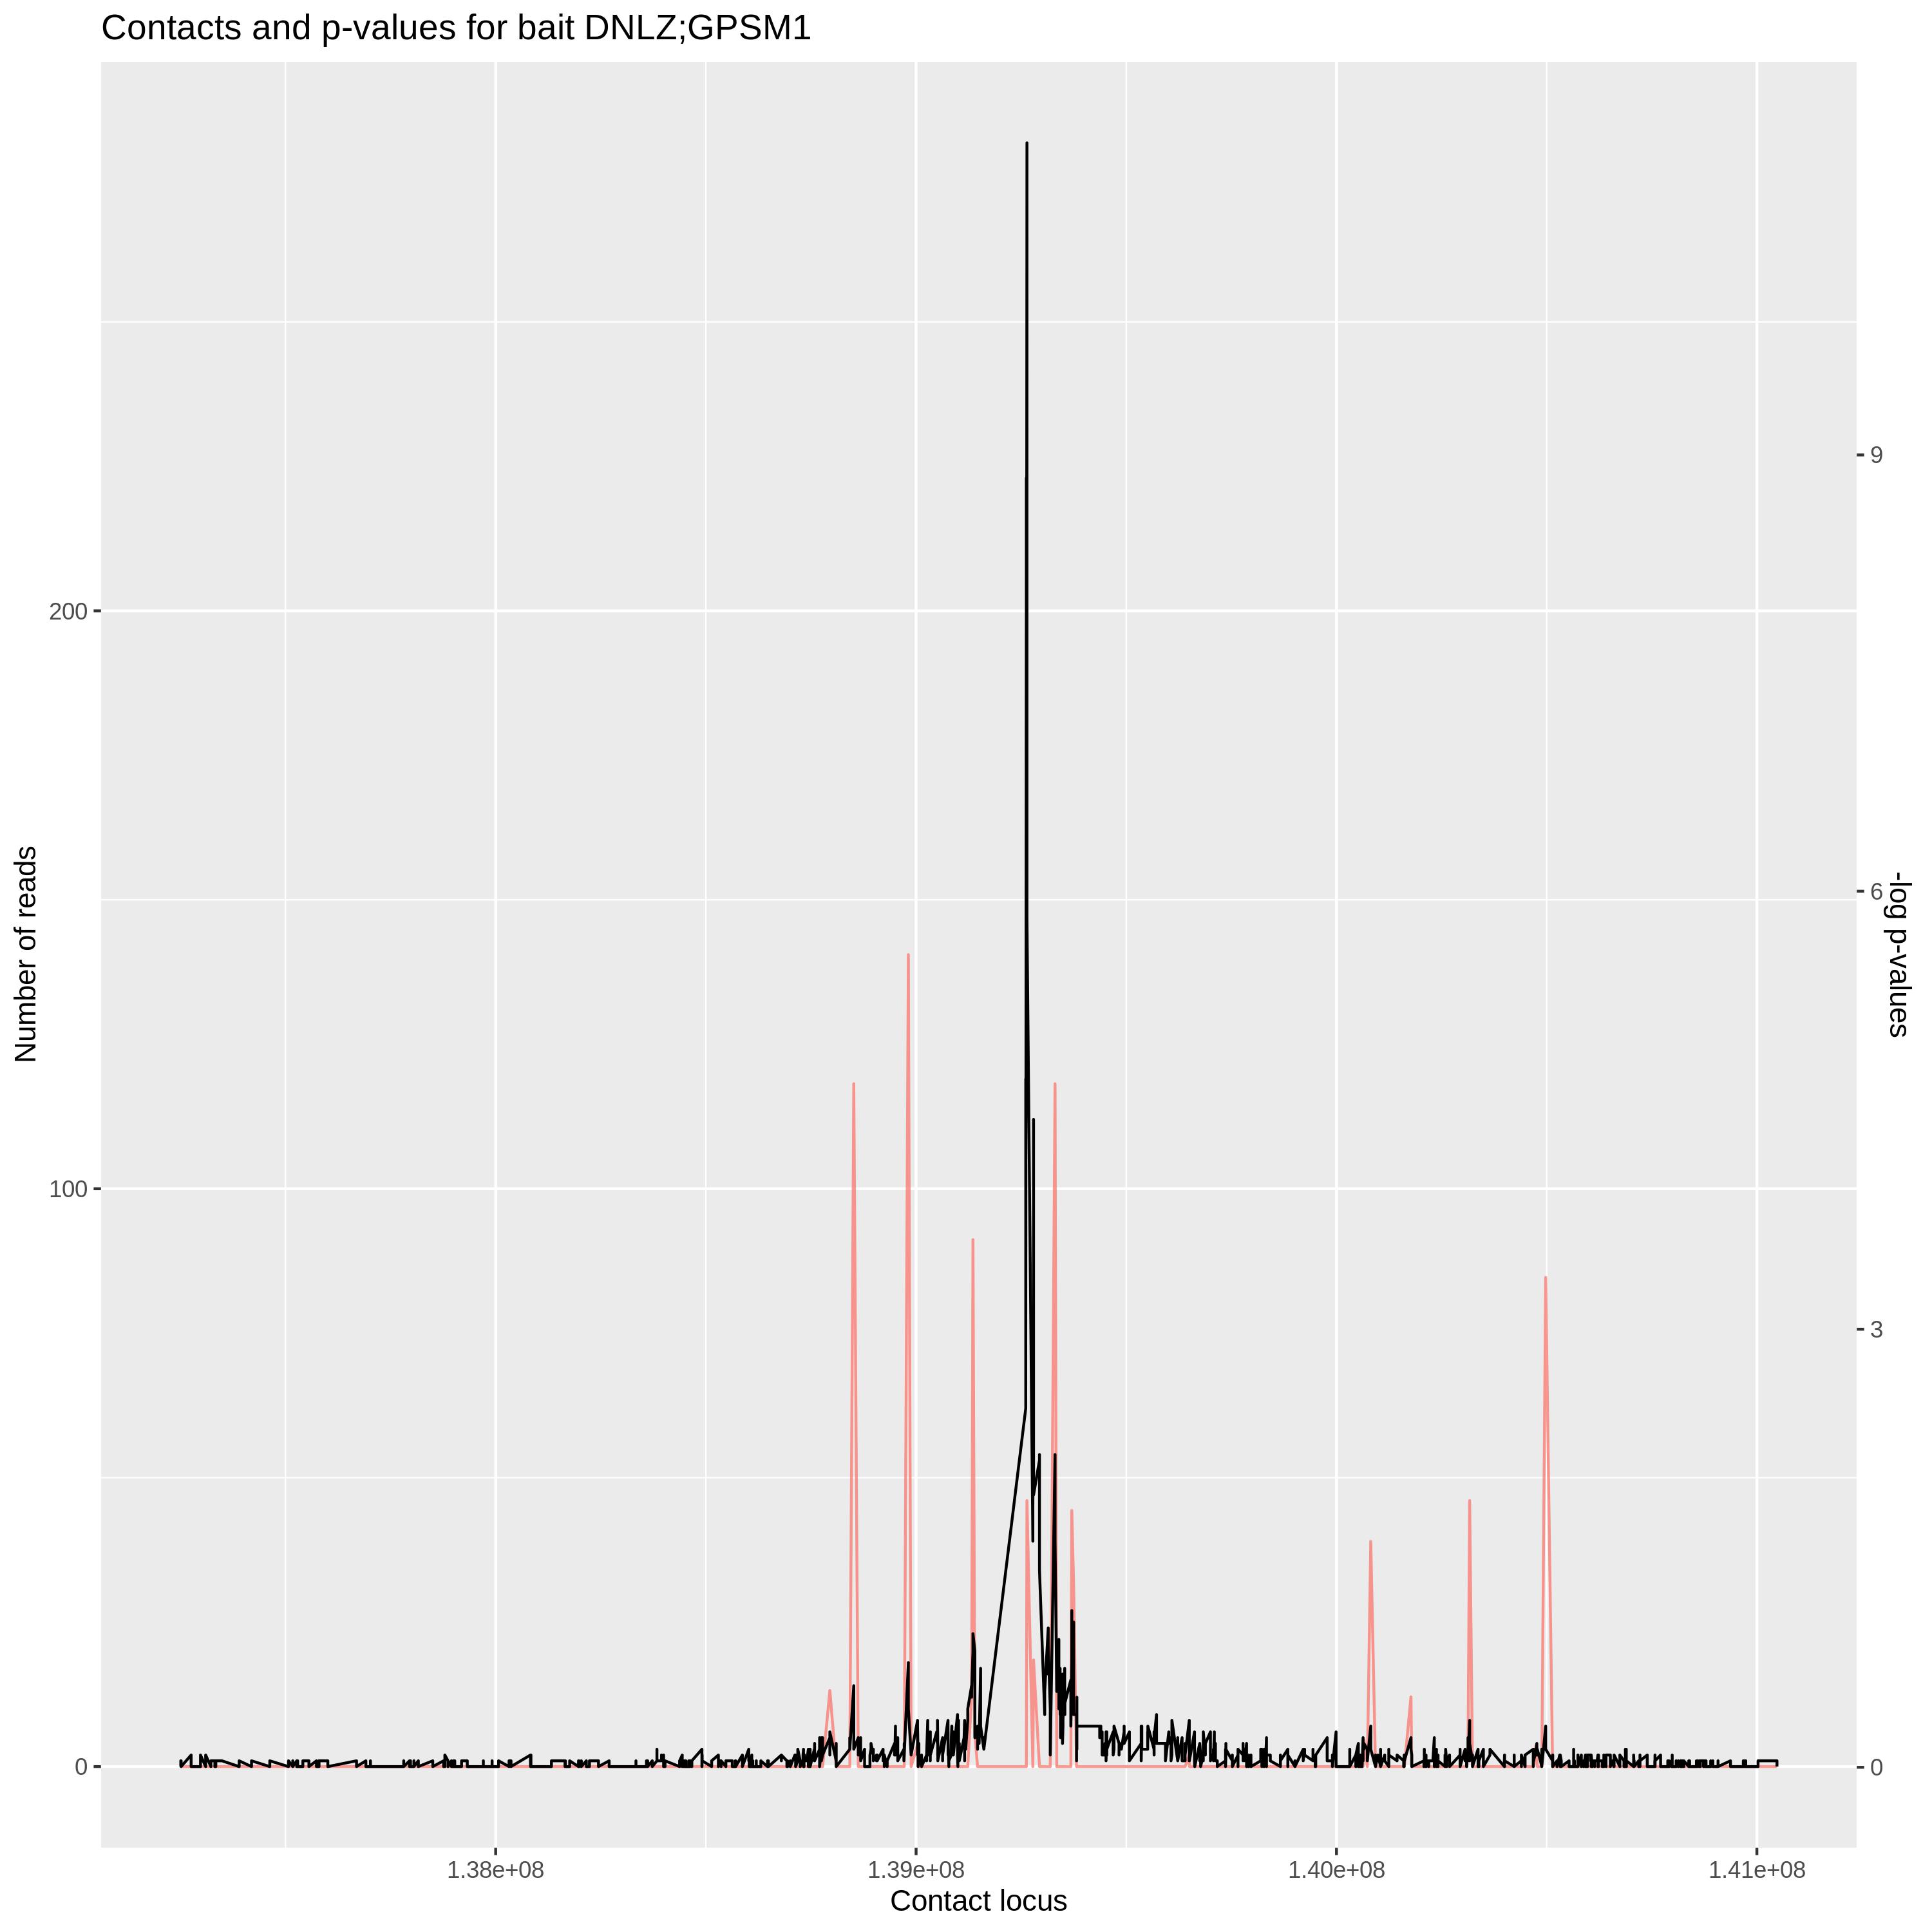 Contacts and p-values for bait DNLZ;GPSM1
Number of reads
200
100
0
9
6
3
0
-log p-values
1.38e+08
1.39e+08
1.40e+08
1.41e+08
Contact locus